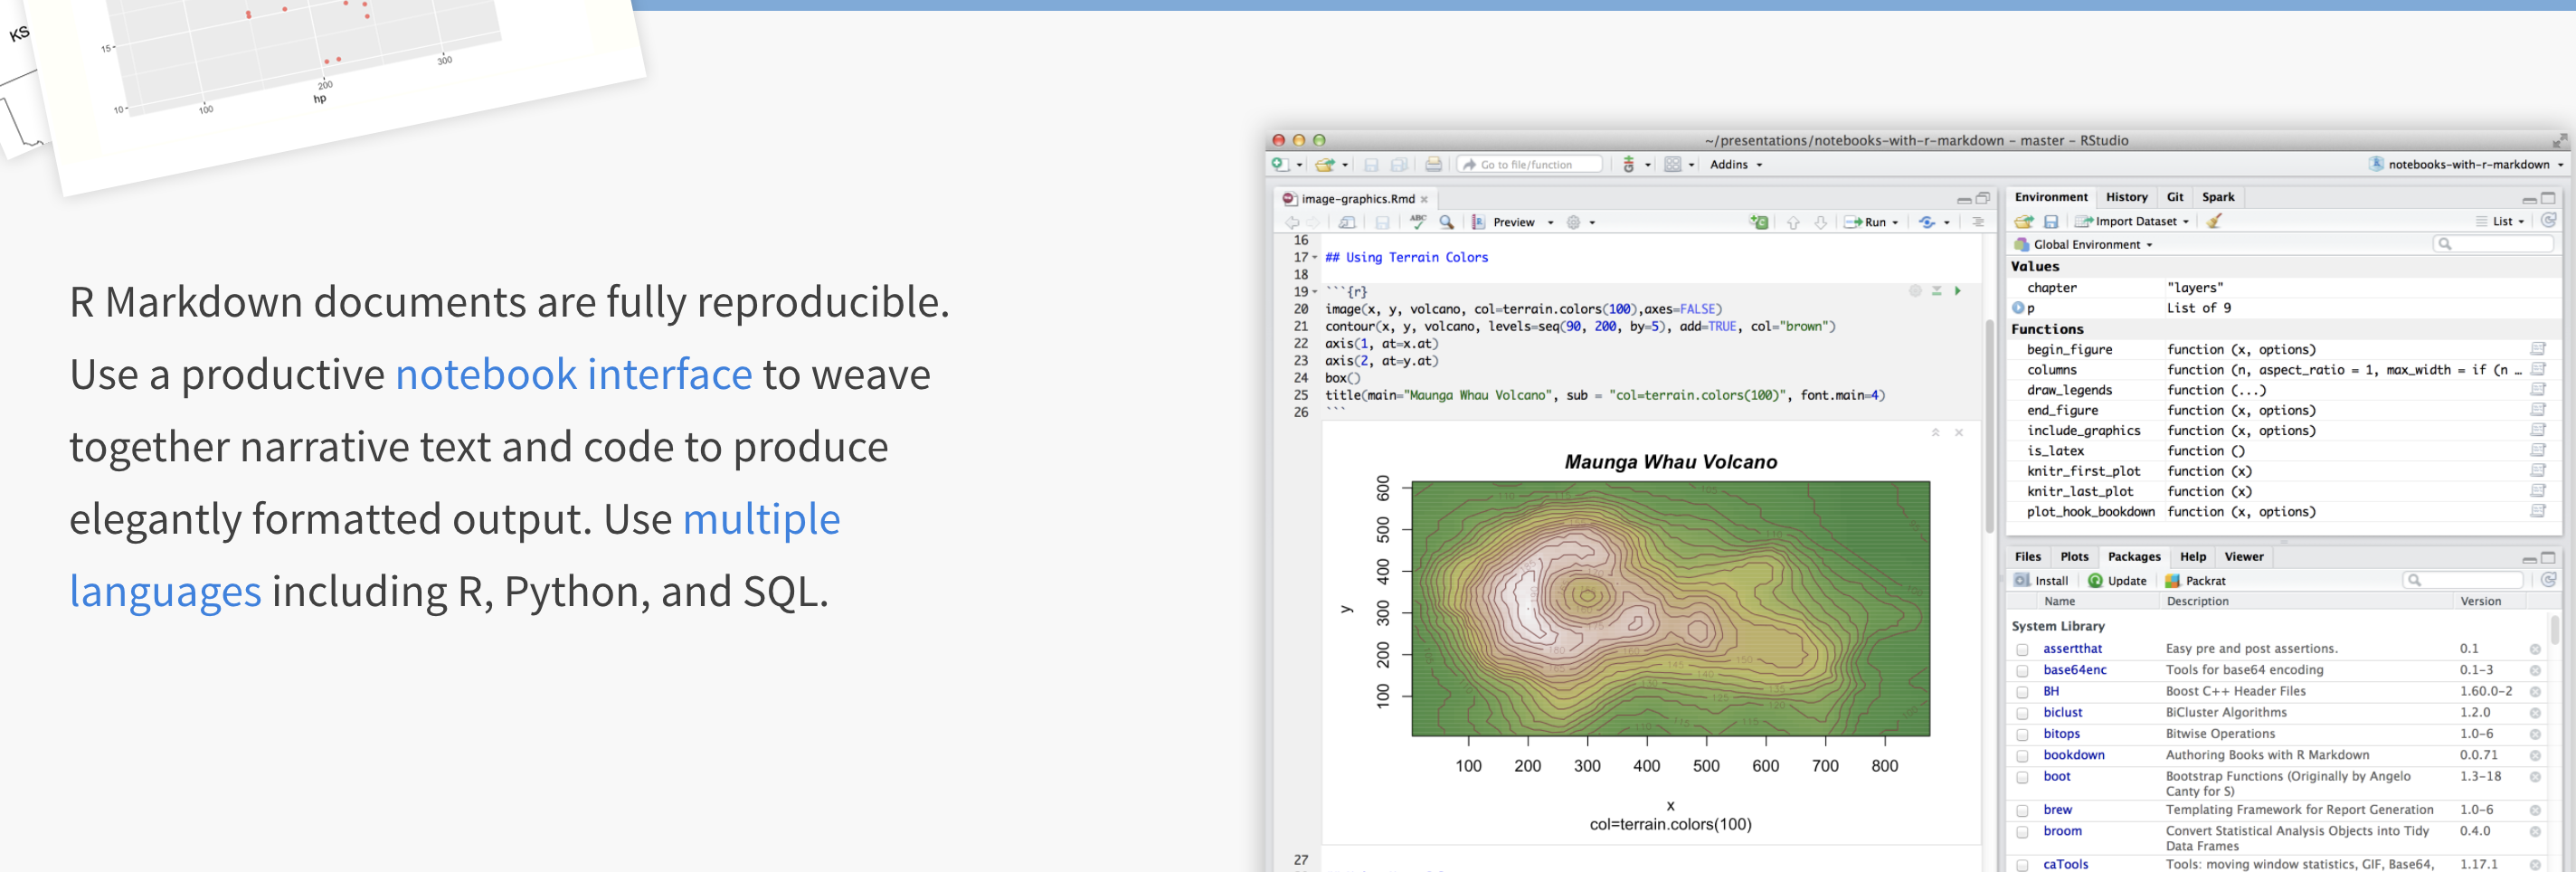 KS
15
10
100
200
300
hp
R Markdown documents are fully reproducible.
Use a productive notebook interface to weave
together narrative text and code to produce
elegantly formatted output. Use multiple
languages including R, Python, and SQL.
~/presentations/notebooks-with-r-markdown - master - RStudio
Go to file/function
Addins
notebooks-with-r-markdown
image-graphics.Rmd
ABC
Preview
Run
16
17 ## Using Terrain Colors
18
19 ```{r}
20 image(x, y, volcano, col=terrain.colors(100),axes=FALSE)
21 contour(x, y, volcano, levels=seq(90, 200, by=5), add=TRUE, col="brown")
22 axis(1, at=x.at)
23 axis(2, at=y.at)
24 box()
25 title(main="Maunga Whau Volcano", sub = "col=terrain.colors(100)", font.main=4)
26 ```
Maunga Whau Volcano
y
600
500
400
300
200
100
100 200 300 400 500 600 700 800
x
col=terrain.colors(100)
27
Environment History Git Spark
Import Dataset
List
Global Environment
Values
chapter "layers"
p List of 9
Functions
begin_figure function (x, options)
columns function (n, aspect_ratio = 1, max_width = if (n …
draw_legends function (...)
end_figure function (x, options)
include_graphics function (x, options)
is_latex function ()
knitr_first_plot function (x)
knitr_last_plot function (x)
plot_hook_bookdown function (x, options)
Files Plots Packages Help Viewer
Install Update Packrat
Name Description Version
System Library
assertthat Easy pre and post assertions. 0.1
base64enc Tools for base64 encoding 0.1-3
BH Boost C++ Header Files 1.60.0-2
biclust BiCluster Algorithms 1.2.0
bitops Bitwise Operations 1.0-6
bookdown Authoring Books with R Markdown 0.0.71
boot Bootstrap Functions (Originally by Angelo 1.3-18
Canty for S)
brew Templating Framework for Report Generation 1.0-6
broom Convert Statistical Analysis Objects into Tidy 0.4.0
Data Frames
caTools Tools: moving window statistics, GIF, Base64, 1.17.1